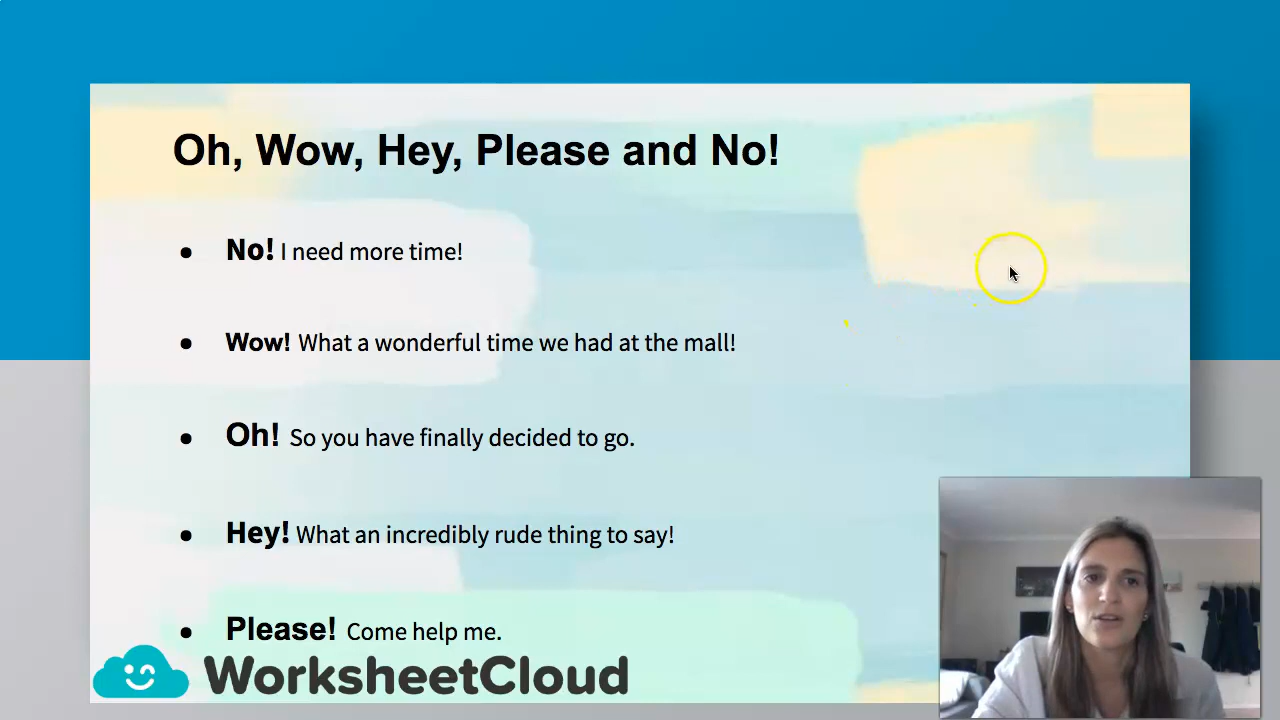 Oh, Wow, Hey, Please and No!
● No! I need more time!
● Wow! What a wonderful time we had at the mall!
● Oh! So you have finally decided to go.
● Hey! What an incredibly rude thing to say!
● Please! Come help me.
WorksheetCloud